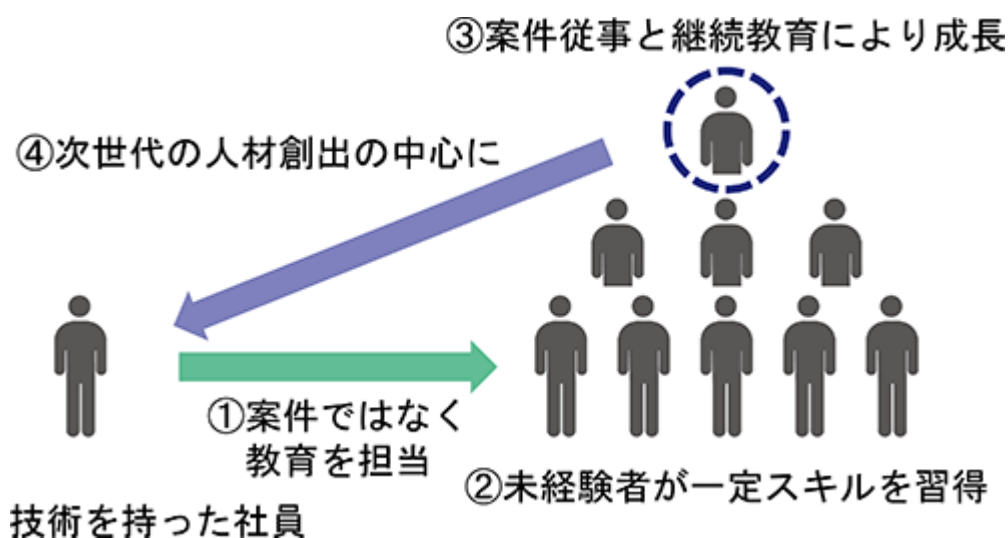 ③案件従事と継続教育により成長
④次世代の人材創出の中心に
①案件ではなく
教育を担当
②未経験者が一定スキルを習得
技術を持った社員